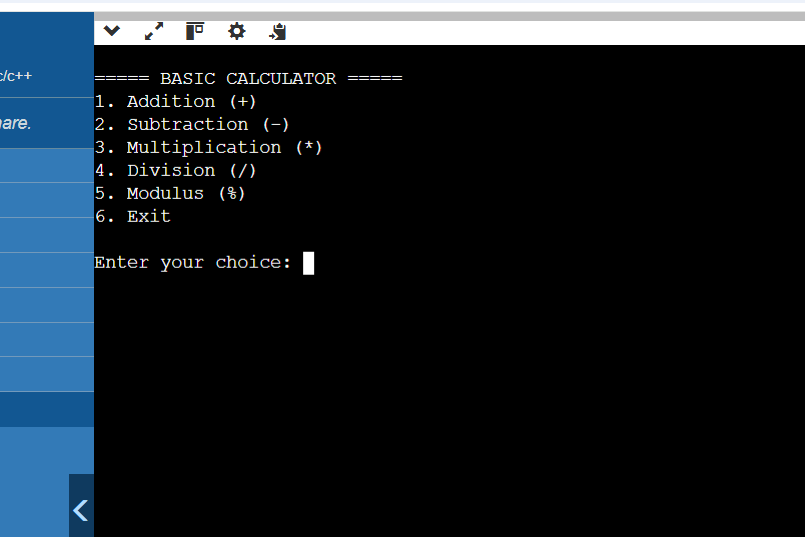 c/c++
are.
===== BASIC CALCULATOR =====
1. Addition (+)
2. Subtraction (-)
3. Multiplication (*)
4. Division (/)
5. Modulus (%)
6. Exit
Enter your choice: